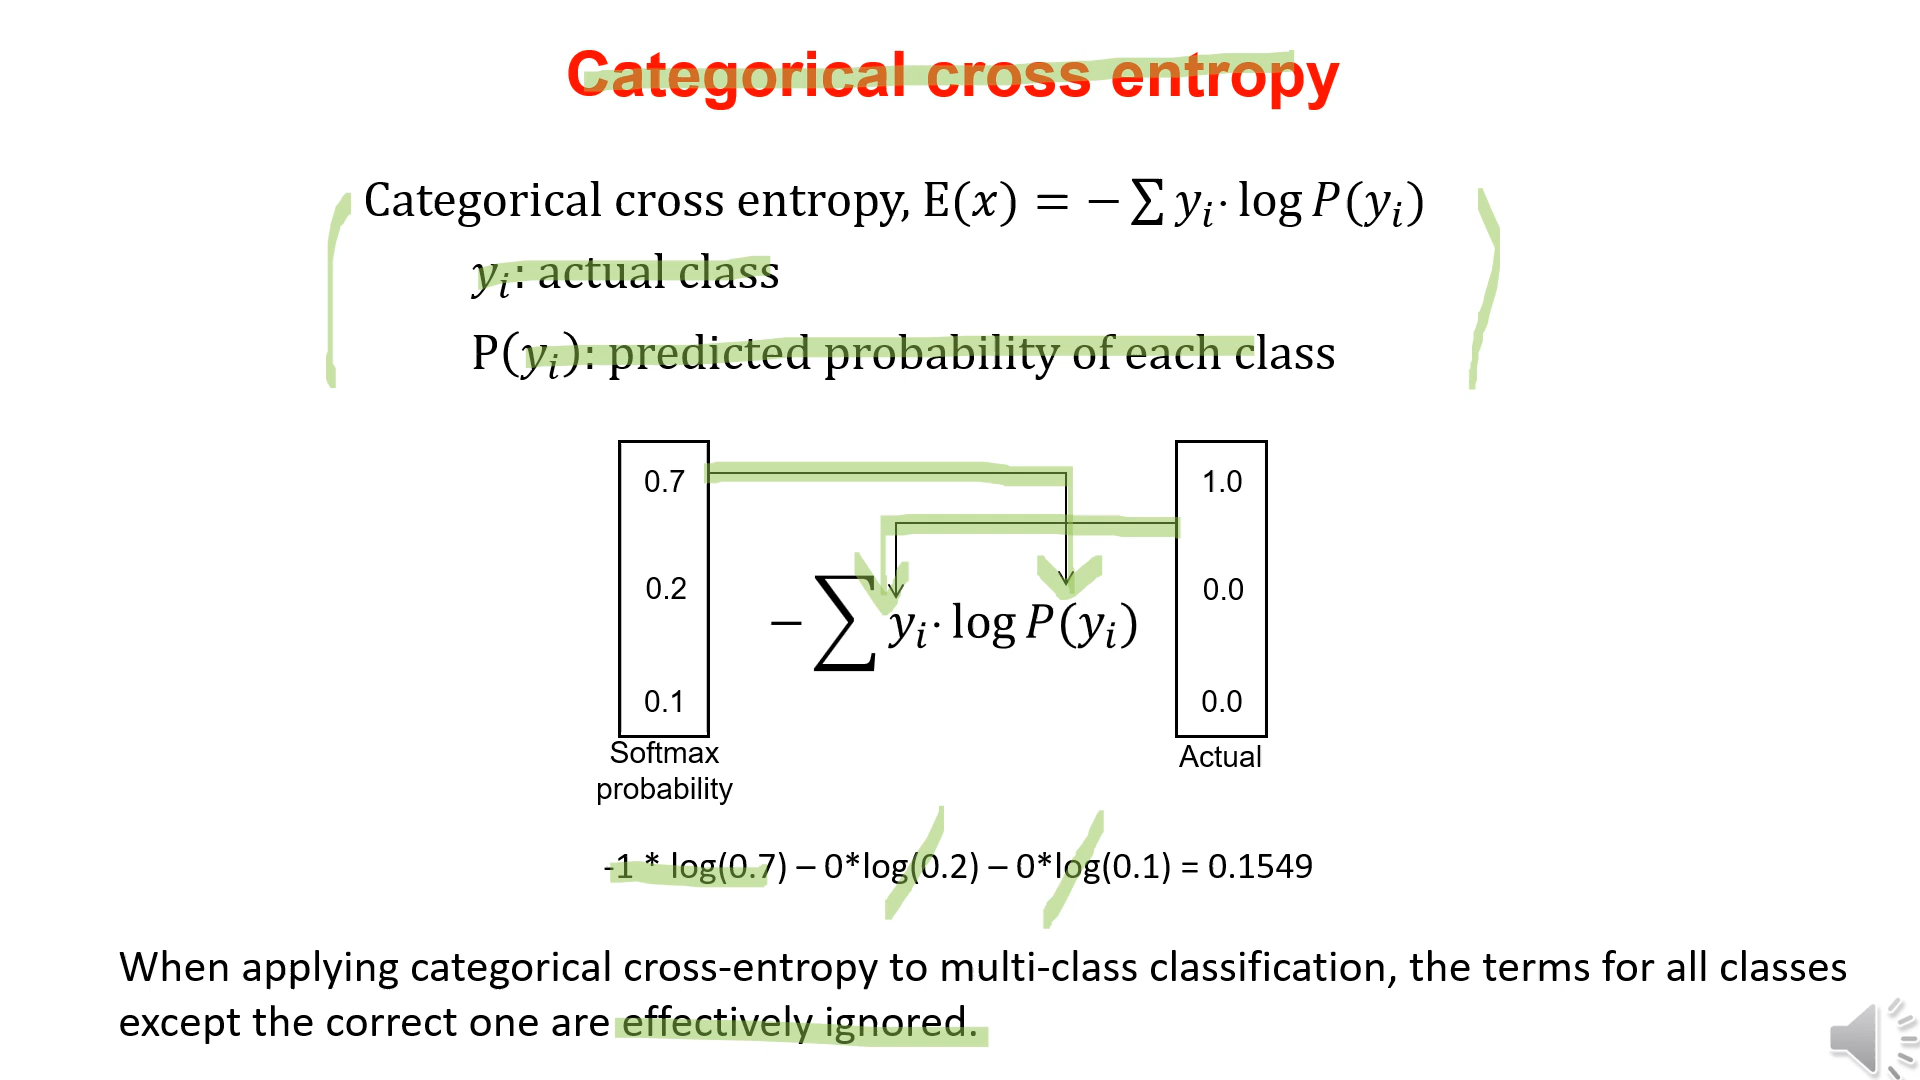 Categorical cross entropy
Categorical cross entropy, E(x) = − ∑ yᵢ· log P(yᵢ)
yᵢ: actual class
P(yᵢ): predicted probability of each class
0.7
0.2
0.1
Softmax
probability
− ∑ yᵢ· log P(yᵢ)
1.0
0.0
0.0
Actual
-1 * log(0.7) – 0*log(0.2) – 0*log(0.1) = 0.1549
When applying categorical cross-entropy to multi-class classification, the terms for all classes
except the correct one are effectively ignored.